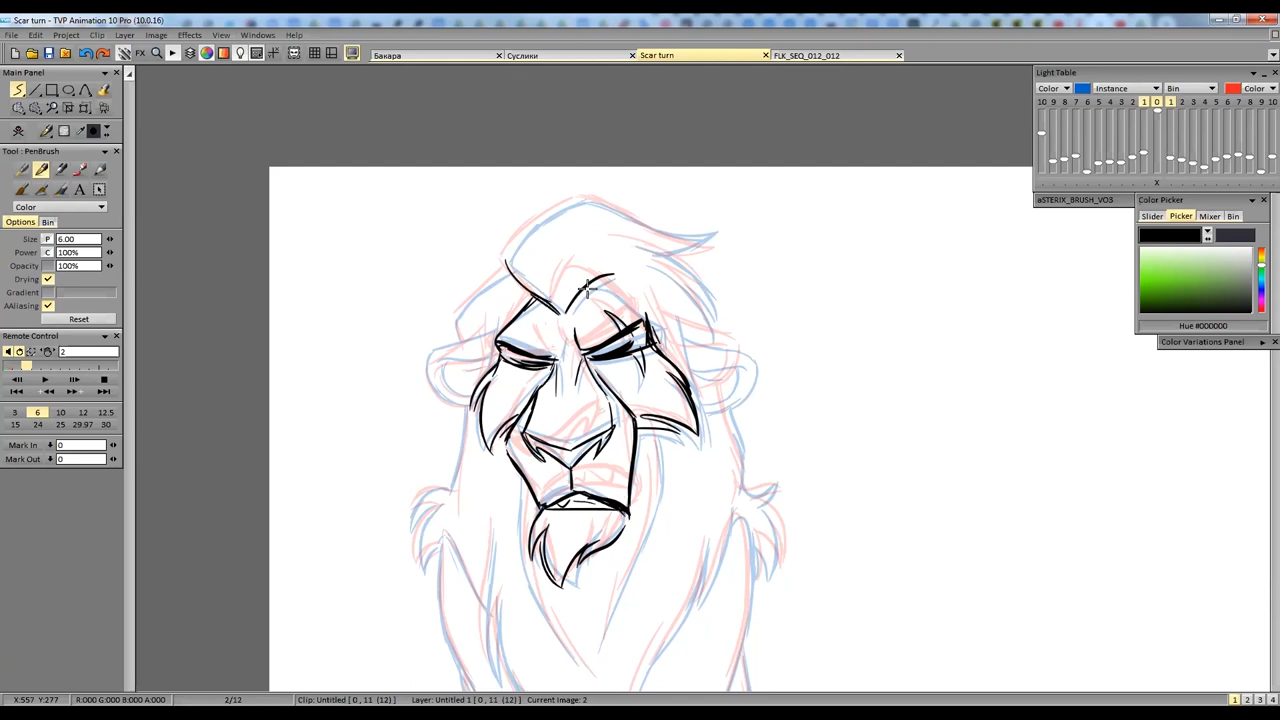 Scar turn - TVP Animation 10 Pro (10.0.16)
File Edit Project Clip Layer Image Effects View Windows Help
FX
Бакара Суслики Scar turn FLK_SEQ_012_012
Main Panel
Tool : PenBrush
A
Color
Options Bin
Size P 6.00
Power C 100%
Opacity 100%
Drying
Gradient
AAliasing
Reset
Remote Control
2
3 6 10 12 12.5
15 24 25 29.97 30
Mark In 0
Mark Out 0
Light Table
Color Instance Bin Color
10 9 8 7 6 5 4 3 2 1 0 1 2 3 4 5 6 7 8 9 10
X
aSTERIX_BRUSH_VO3
Color Picker
Slider Picker Mixer Bin
Hue #000000
Color Variations Panel
X:557 Y:277 R:000 G:000 B:000 A:000 2/12 Clip: Untitled [ 0 , 11 (12) ] Layer: Untitled 1 [ 0 , 11 (12) ] Current Image: 2 1 2 3 4